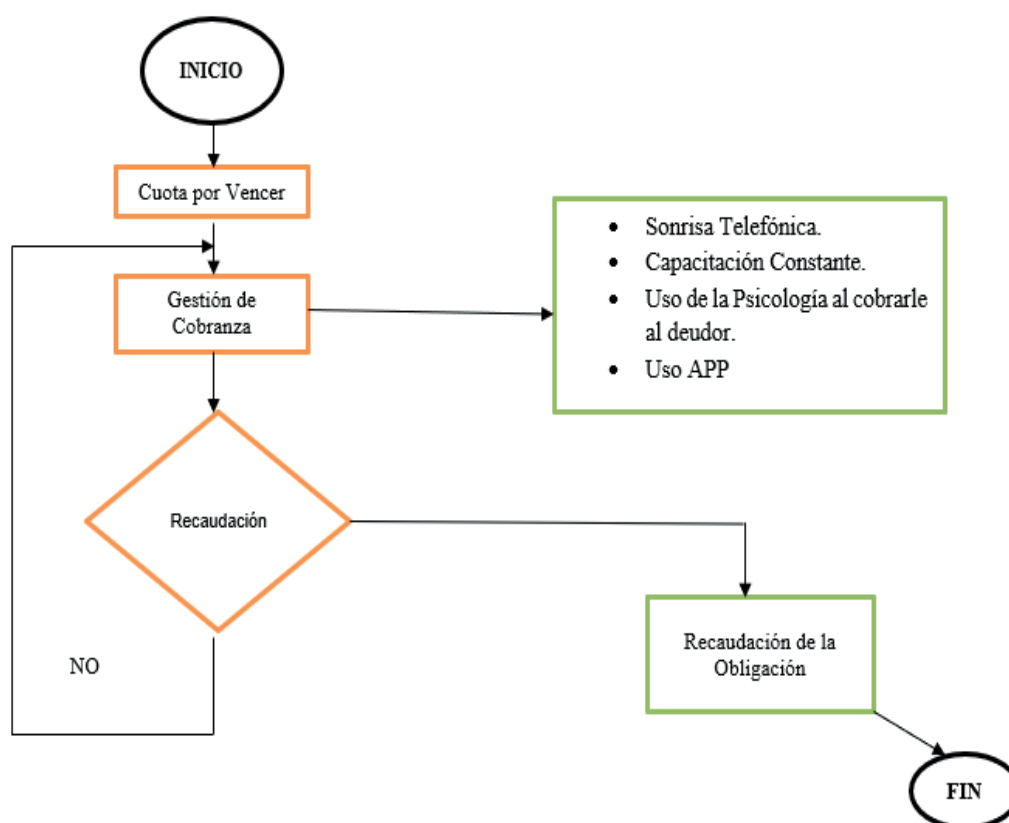 INICIO
Cuota por Vencer
• Sonrisa Telefónica.
• Capacitación Constante.
• Uso de la Psicología al cobrarle
al deudor.
• Uso APP
Gestión de
Cobranza
Recaudación
Recaudación de la
Obligación
NO
FIN